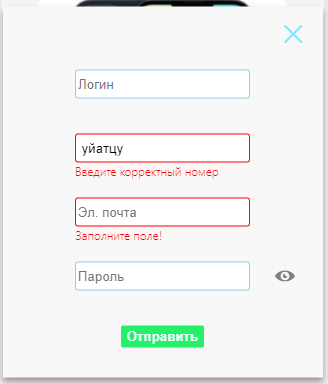 Логин
уйатцу
Введите корректный номер
Эл. почта
Заполните поле!
Пароль
Отправить